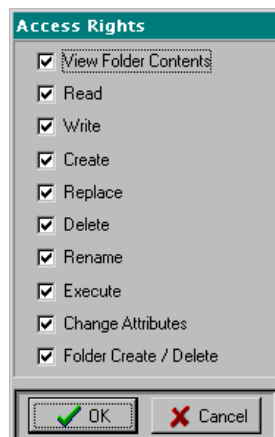 Access Rights
View Folder Contents
Read
Write
Create
Replace
Delete
Rename
Execute
Change Attributes
Folder Create / Delete
OK Cancel